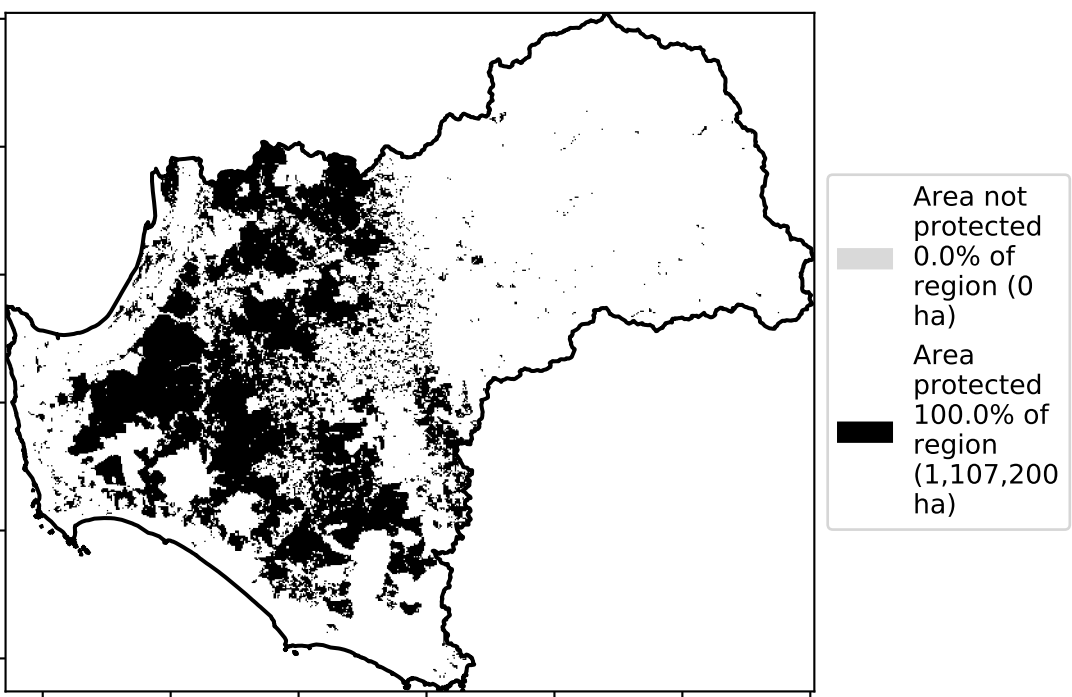 Area not
protected
0.0% of
region (0
ha)
Area
protected
100.0% of
region
(1,107,200
ha)